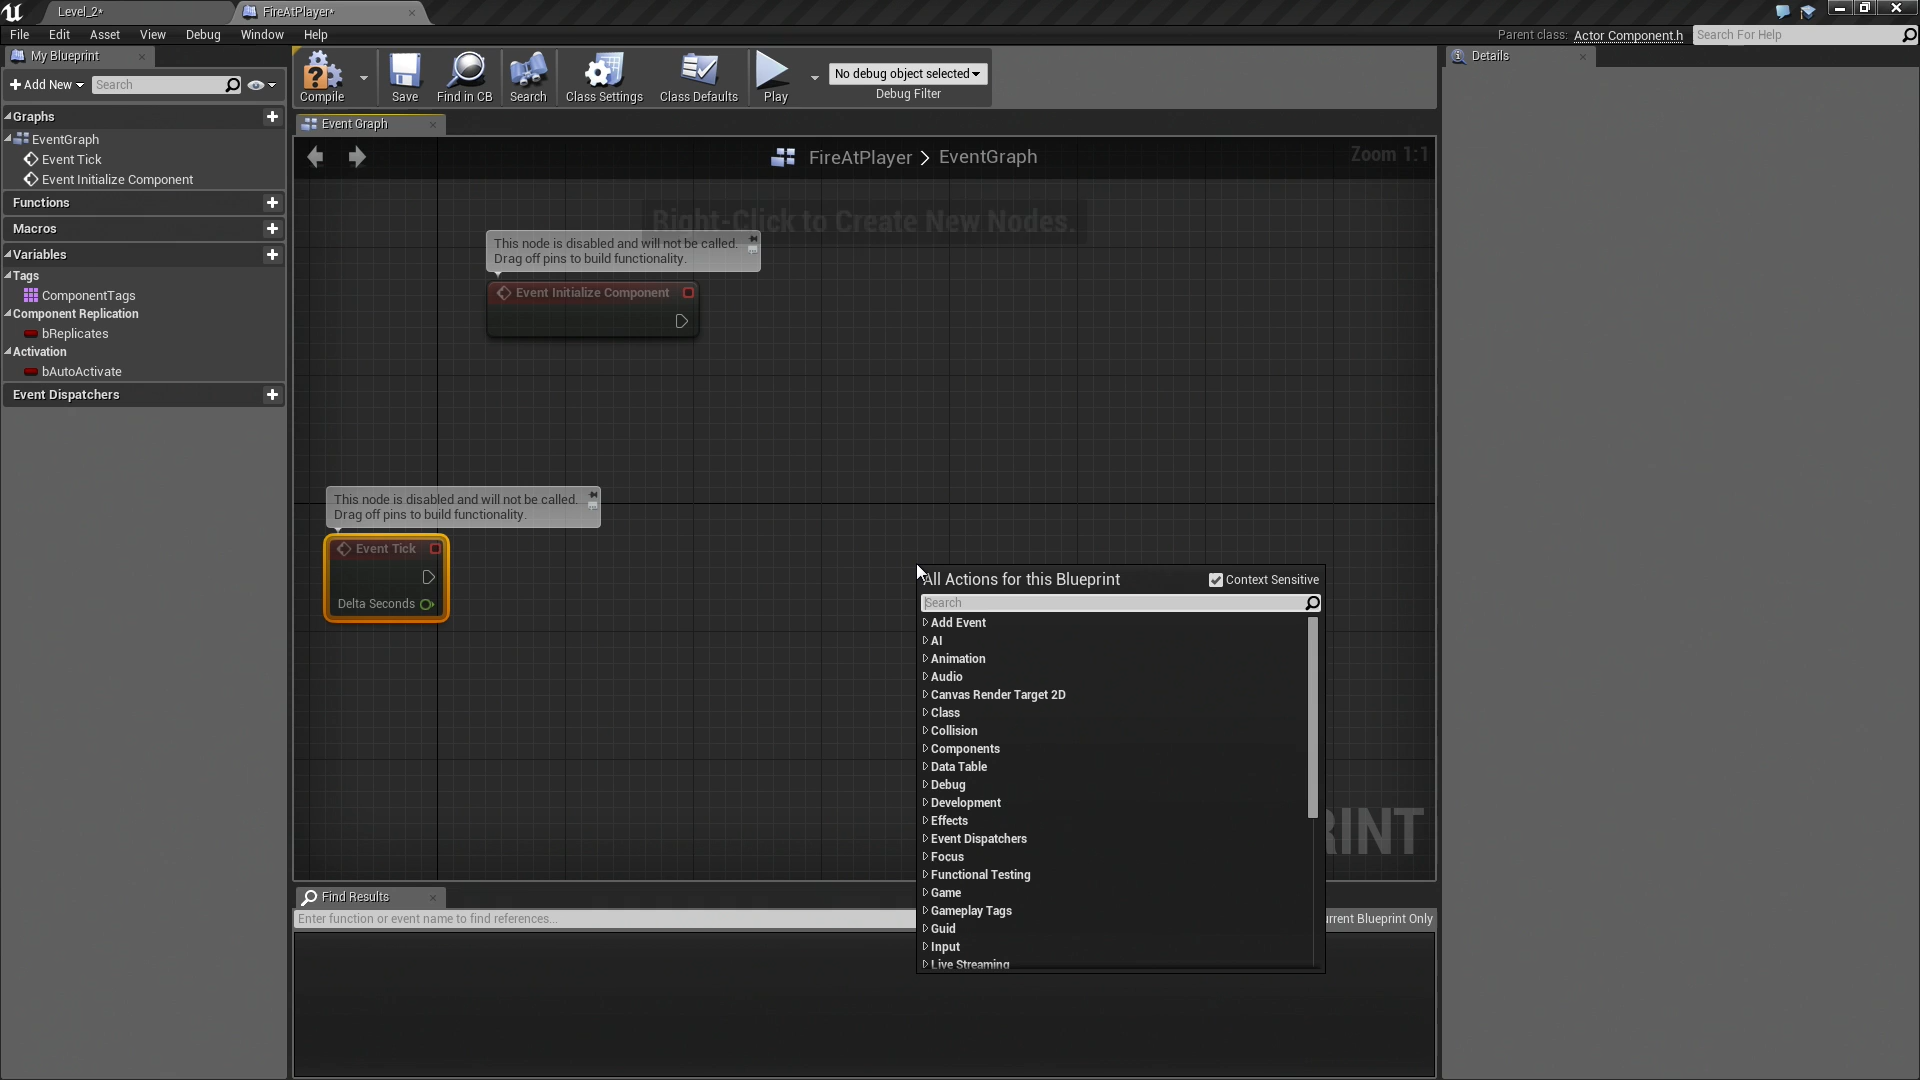 Level_2*
FireAtPlayer*
File Edit Asset View Debug Window Help
Parent class: Actor Component.h
Search For Help
My Blueprint
Add New
Search
Graphs
EventGraph
Event Tick
Event Initialize Component
Functions
Macros
Variables
Tags
ComponentTags
Component Replication
bReplicates
Activation
bAutoActivate
Event Dispatchers
Compile
Save
Find in CB
Search
Class Settings
Class Defaults
Play
No debug object selected
Debug Filter
Event Graph
FireAtPlayer > EventGraph
Zoom 1:1
Right-Click to Create New Nodes.
This node is disabled and will not be called.
Drag off pins to build functionality.
Event Initialize Component
This node is disabled and will not be called.
Drag off pins to build functionality.
Event Tick
Delta Seconds
All Actions for this Blueprint
Context Sensitive
Search
Add Event
AI
Animation
Audio
Canvas Render Target 2D
Class
Collision
Components
Data Table
Debug
Development
Effects
Event Dispatchers
Focus
Functional Testing
Game
Gameplay Tags
Guid
Input
Live Streaming
RINT
Find Results
Enter function or event name to find references...
urrent Blueprint Only
Details